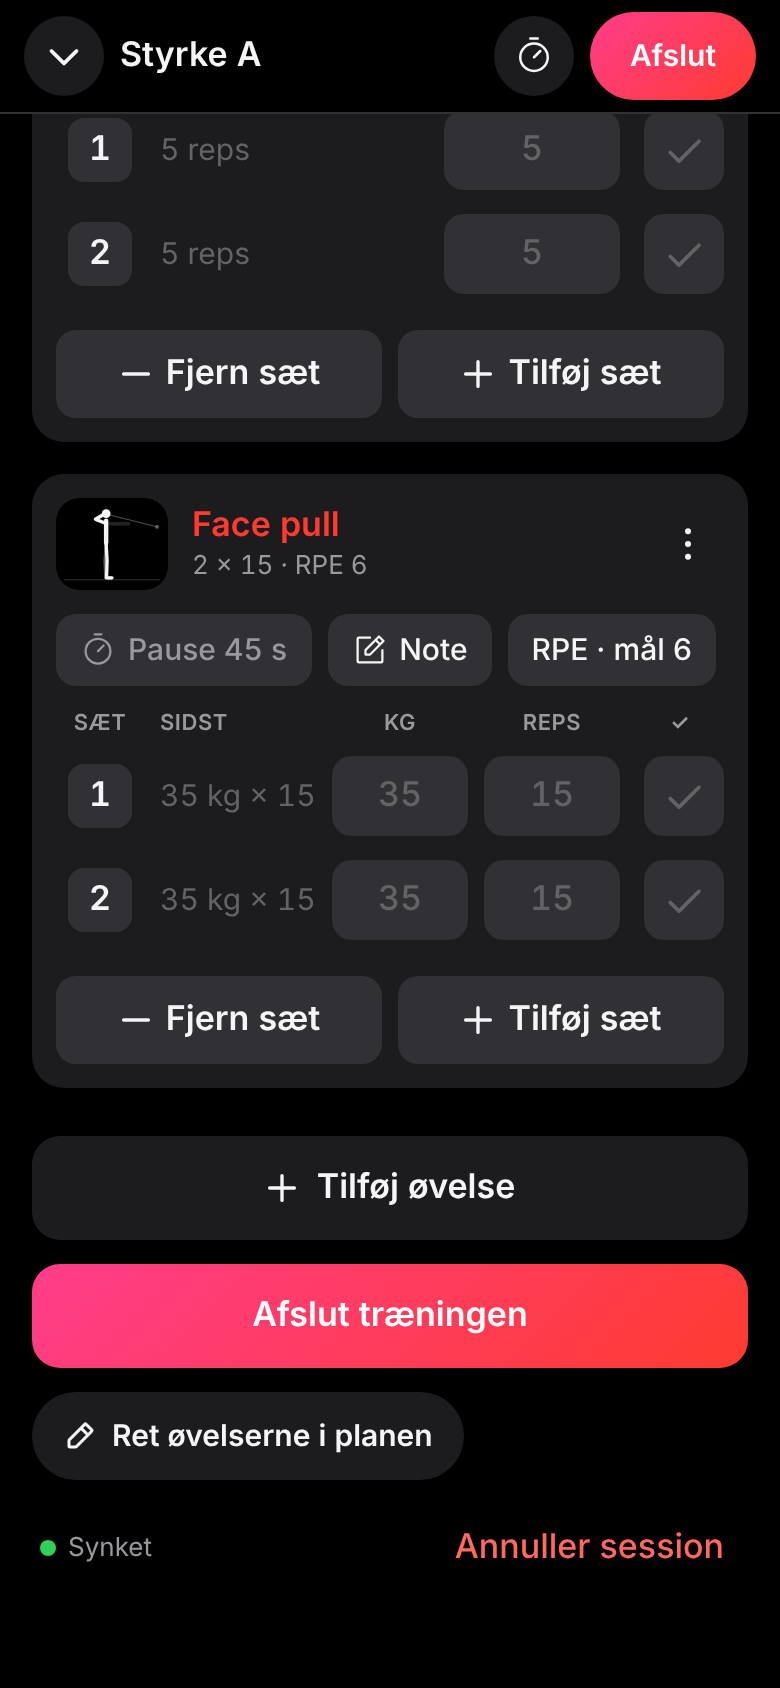 Styrke A
Afslut
1 5 reps 5
2 5 reps 5
Fjern sæt
Tilføj sæt
Face pull
2 × 15 · RPE 6
Pause 45 s
Note
RPE · mål 6
SÆT SIDST KG REPS ✓
1 35 kg × 15 35 15
2 35 kg × 15 35 15
Fjern sæt
Tilføj sæt
Tilføj øvelse
Afslut træningen
Ret øvelserne i planen
Synket
Annuller session